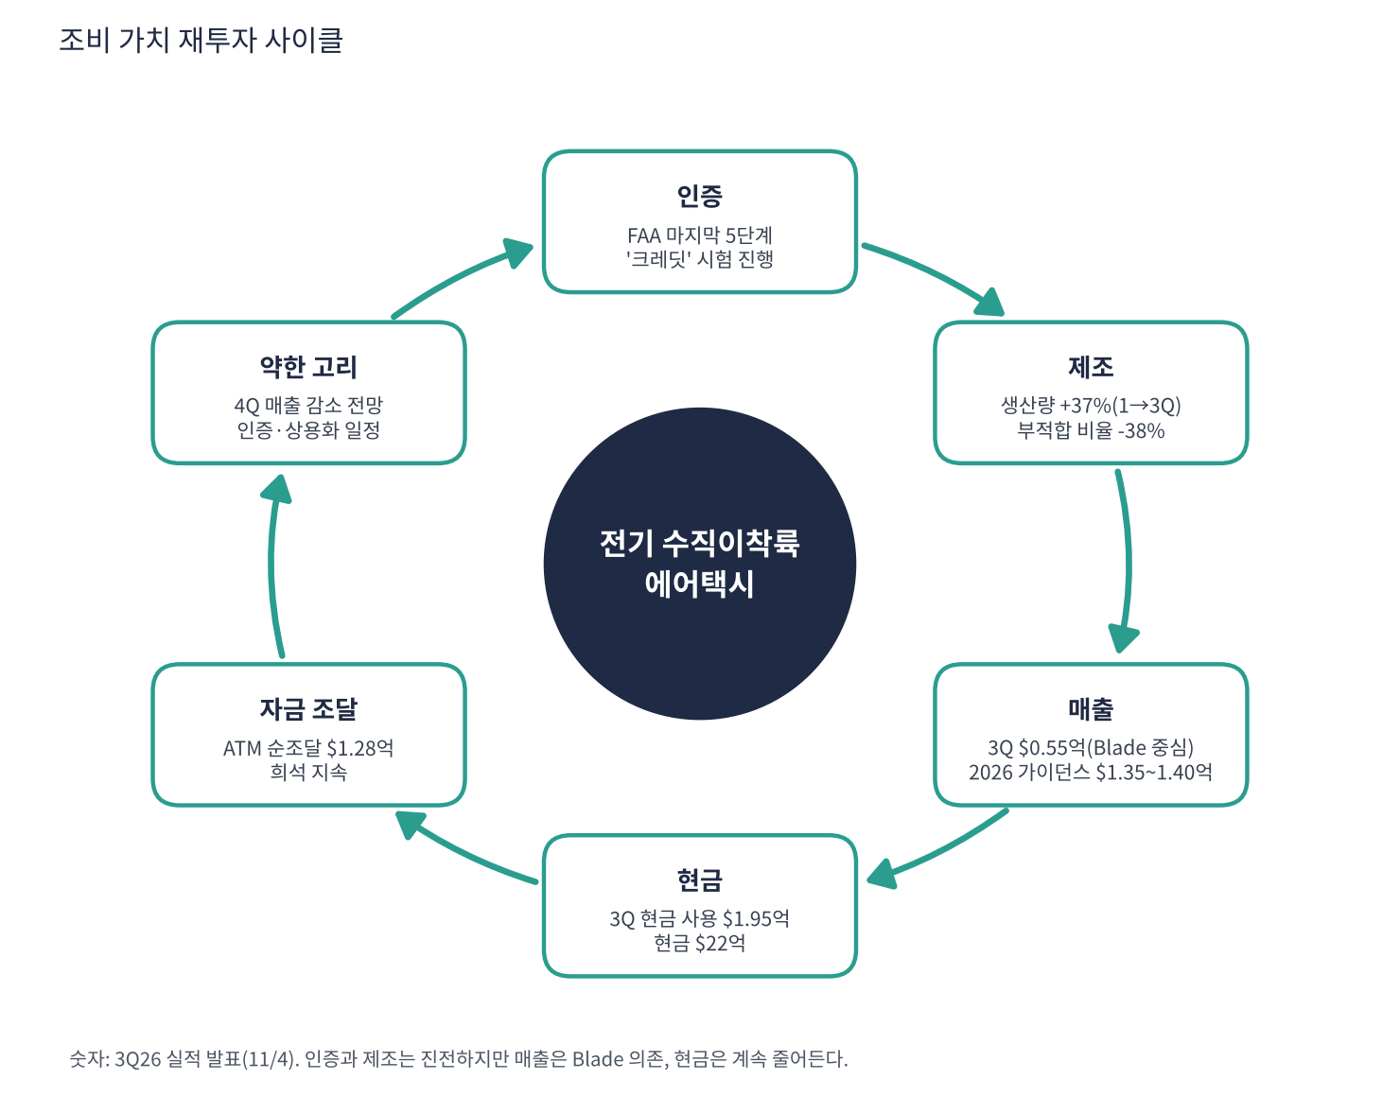 조비 가치 재투자 사이클
인증
FAA 마지막 5단계
'크레딧' 시험 진행
제조
생산량 +37%(1→3Q)
부적합 비율 -38%
매출
3Q $0.55억(Blade 중심)
2026 가이던스 $1.35~1.40억
현금
3Q 현금 사용 $1.95억
현금 $22억
자금 조달
ATM 순조달 $1.28억
희석 지속
약한 고리
4Q 매출 감소 전망
인증·상용화 일정
전기 수직이착륙
에어택시
숫자: 3Q26 실적 발표(11/4). 인증과 제조는 진전하지만 매출은 Blade 의존, 현금은 계속 줄어든다.